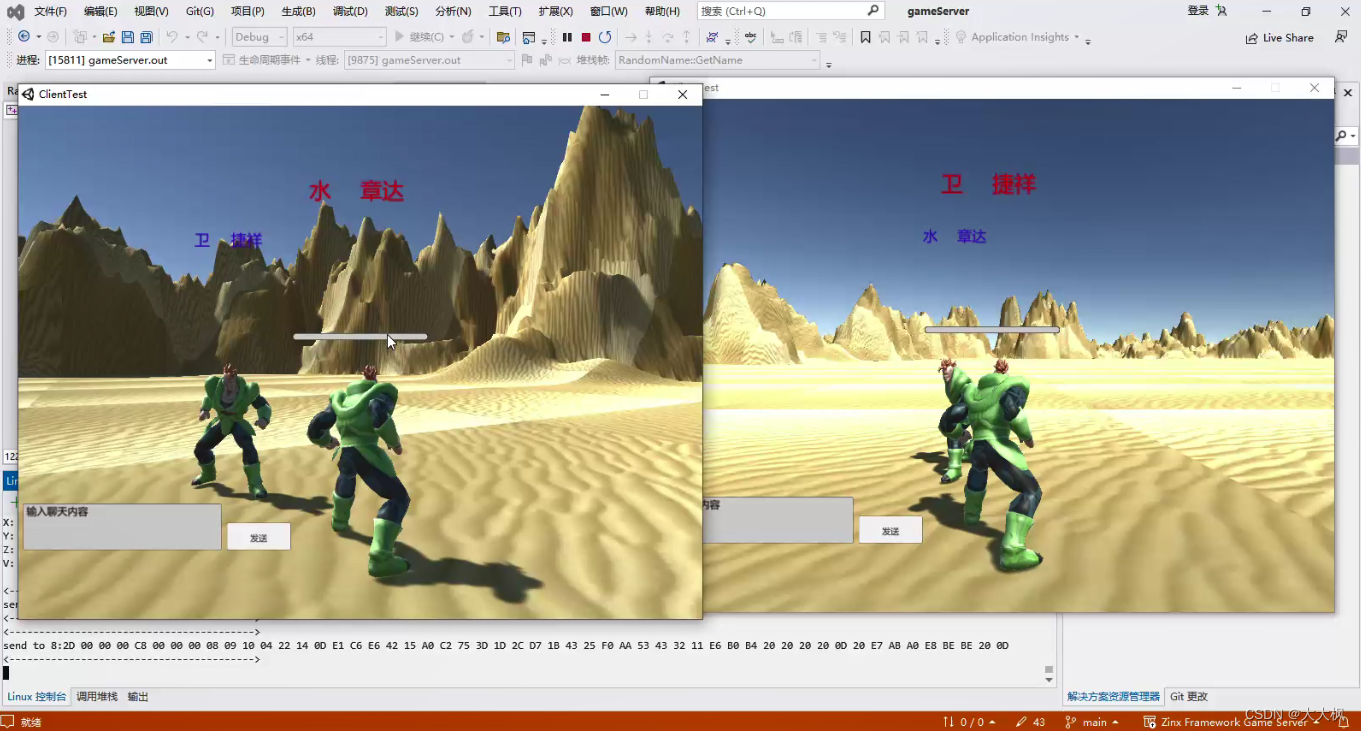 文件(F) 编辑(E) 视图(V) Git(G) 项目(P) 生成(B) 调试(D) 测试(S) 分析(N) 工具(T) 扩展(X) 窗口(W) 帮助(H) 搜索 (Ctrl+Q) gameServer 登录
Debug x64 继续(C) Application Insights Live Share
进程: [15811] gameServer.out 生命周期事件 线程: [9875] gameServer.out 堆栈帧: RandomName::GetName
ClientTest
水 章达
卫 捷祥
输入聊天内容
发送
卫 捷祥
水 章达
内容
发送
X:
Y:
Z:
V:
<------------------------------------->
send to 8:2D 00 00 00 C8 00 00 00 08 09 10 04 22 14 0D E1 C6 E6 42 15 A0 C2 75 3D 1D 2C D7 1B 43 25 F0 AA 53 43 32 11 E6 B0 B4 20 20 20 20 0D 20 E7 AB A0 E8 BE BE 20 0D
<------------------------------------->
Linux 控制台 调用堆栈 输出
解决方案资源管理器 Git 更改
就绪 0 / 0 43 main Zinx Framework Game Server
CSDN @大大枫